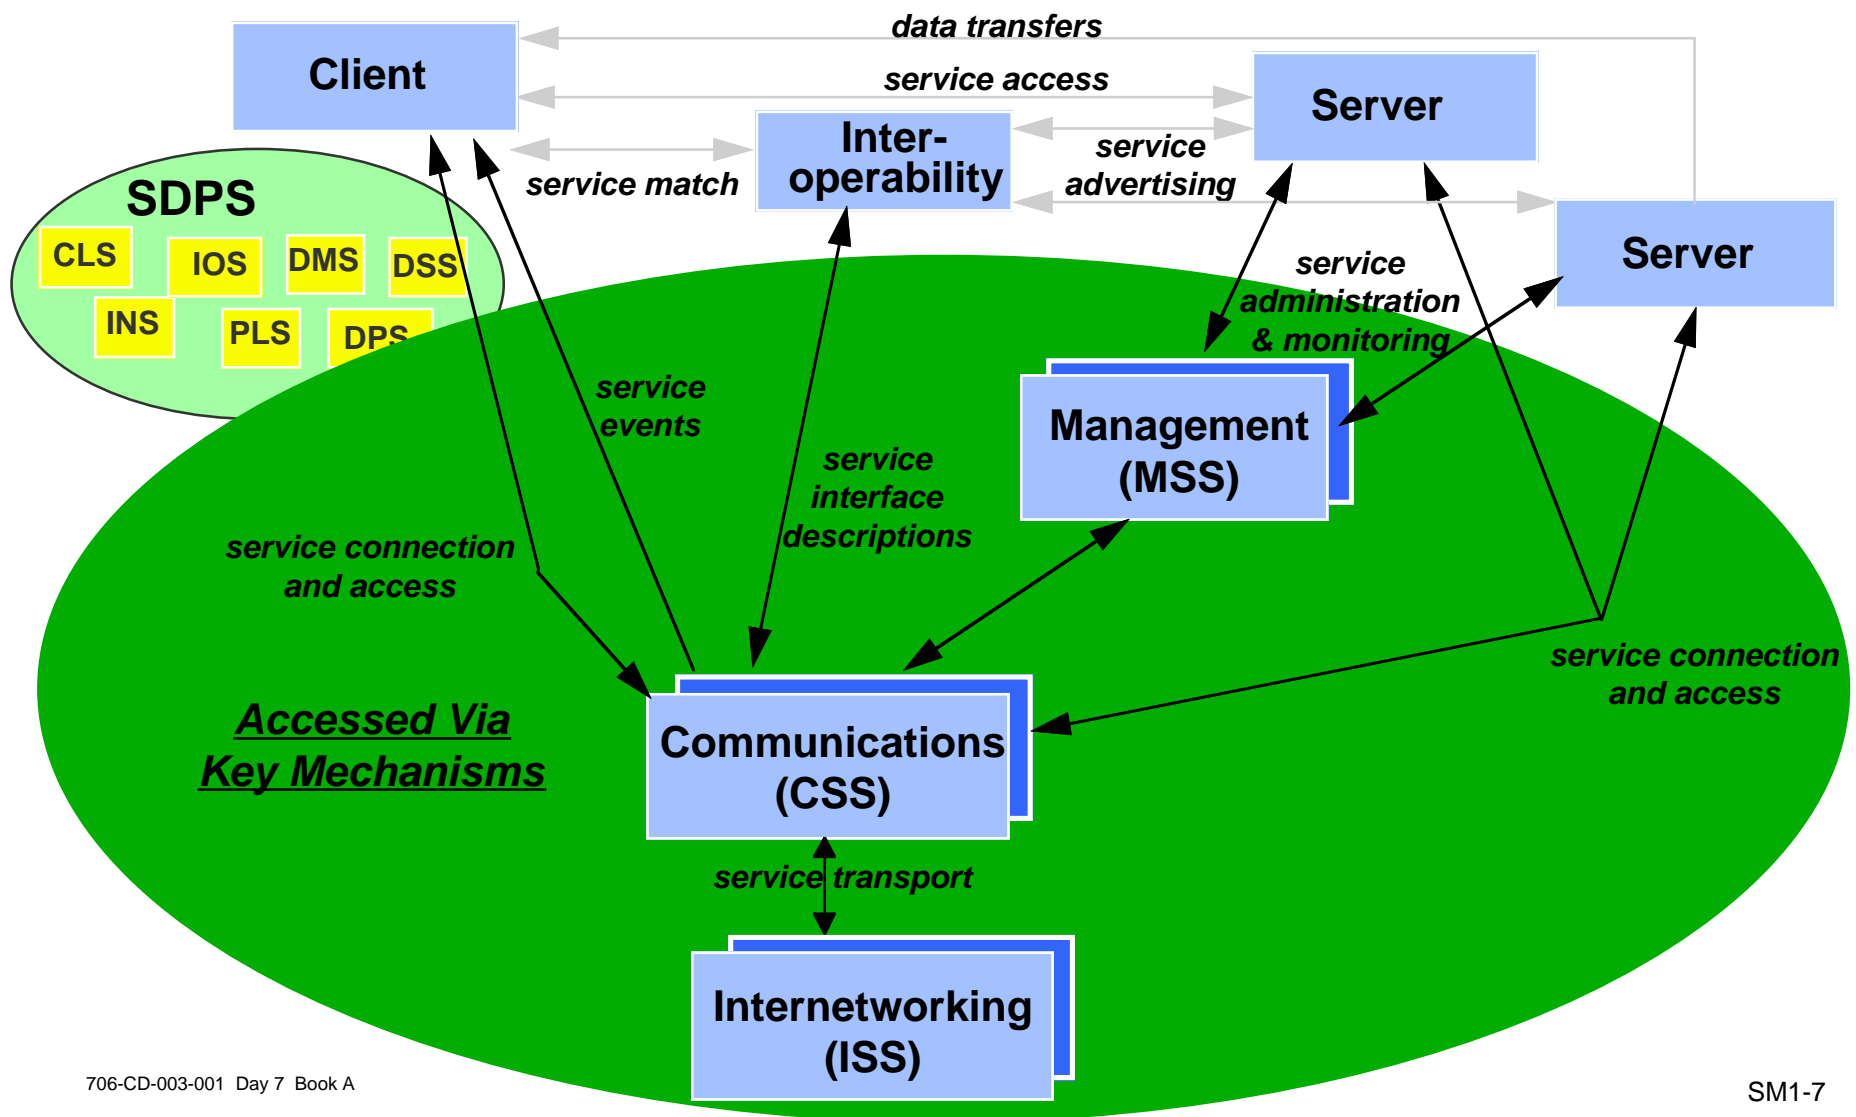 data transfers
Client
service access
Server
Inter-
operability
service
advertising
service match
SDPS
CLS
IOS
DMS
DSS
INS
PLS
DPS
Server
service
administration
& monitoring
service
events
Management
(MSS)
service
interface
descriptions
service connection
and access
service connection
and access
Accessed Via
Key Mechanisms
Communications
(CSS)
service transport
Internetworking
(ISS)
706-CD-003-001 Day 7 Book A
SM1-7